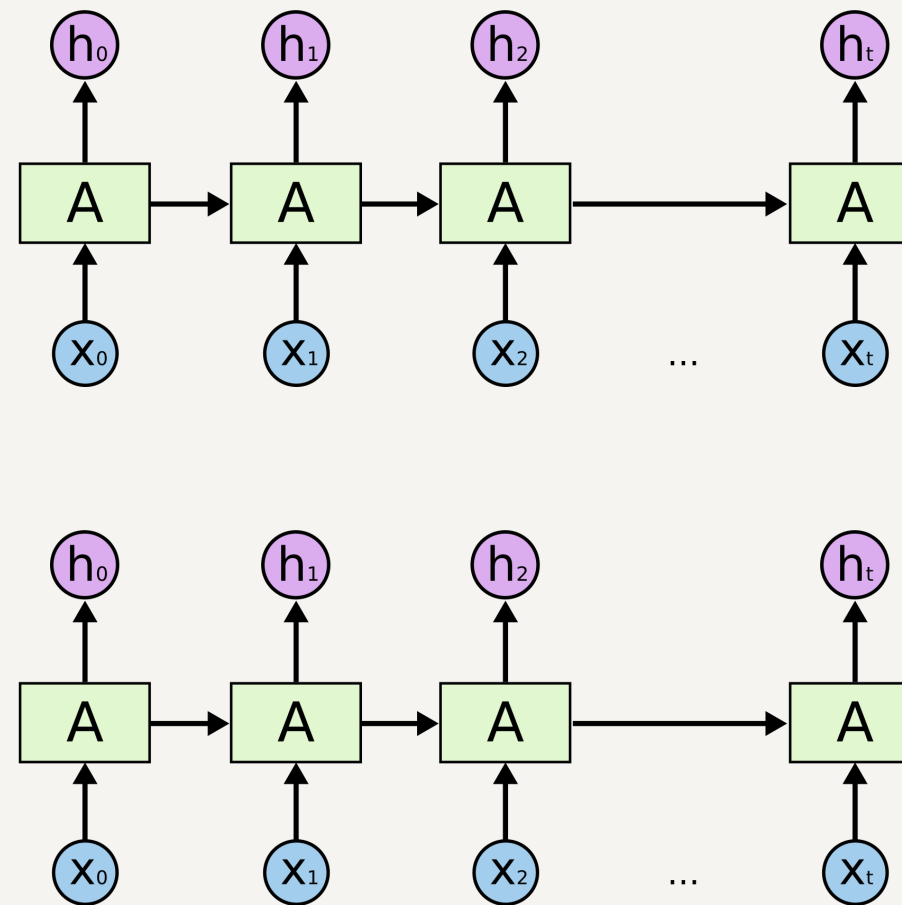 h₀ h₁ h₂ hₜ
A A A A
x₀ x₁ x₂ ... xₜ
h₀ h₁ h₂ hₜ
A A A A
x₀ x₁ x₂ ... xₜ